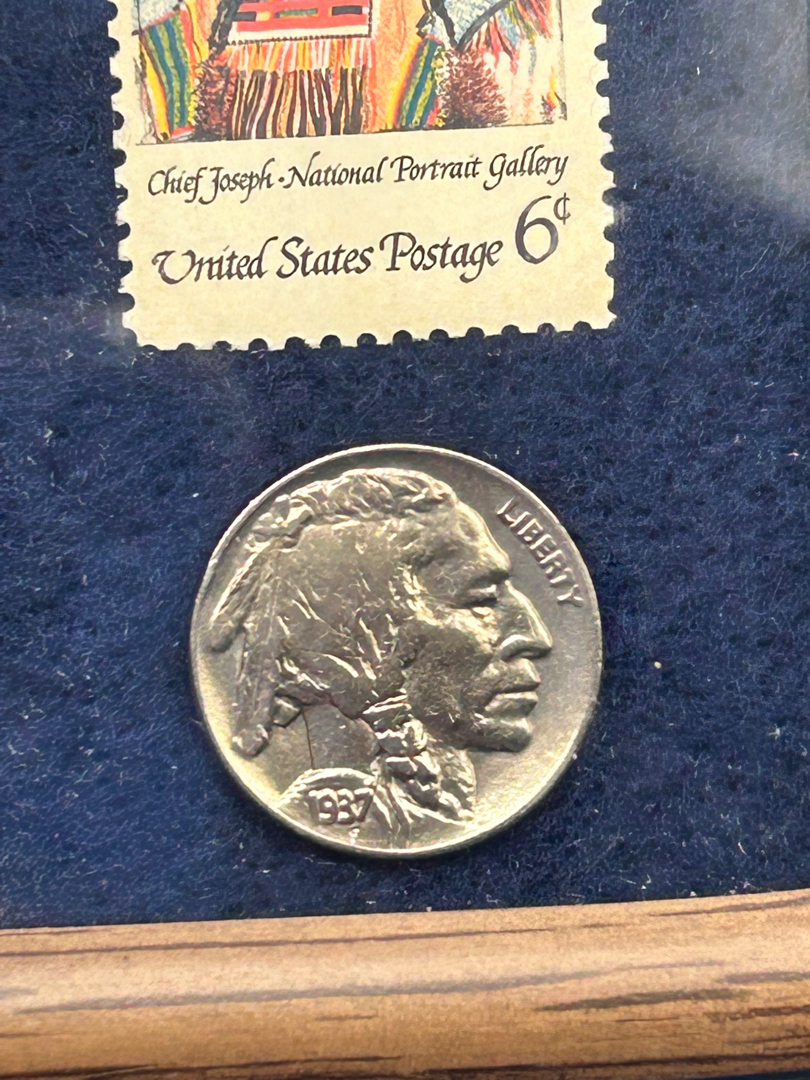 Chief Joseph • National Portrait Gallery
United States Postage 6¢
LIBERTY
1937
F